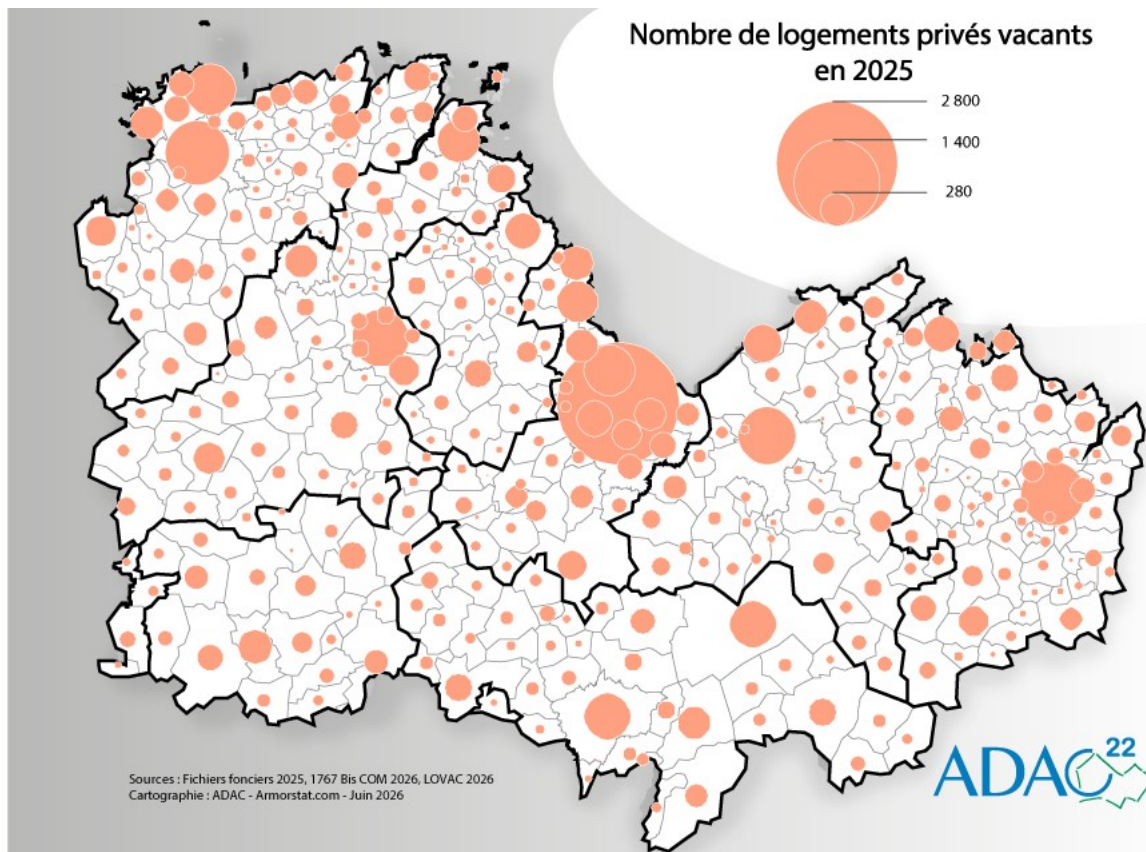 Nombre de logements privés vacants
en 2025
2 800
1 400
280
Sources : Fichiers fonciers 2025, 1767 Bis COM 2026, LOVAC 2026
Cartographie : ADAC - Armorstat.com - Juin 2026
ADAC 22